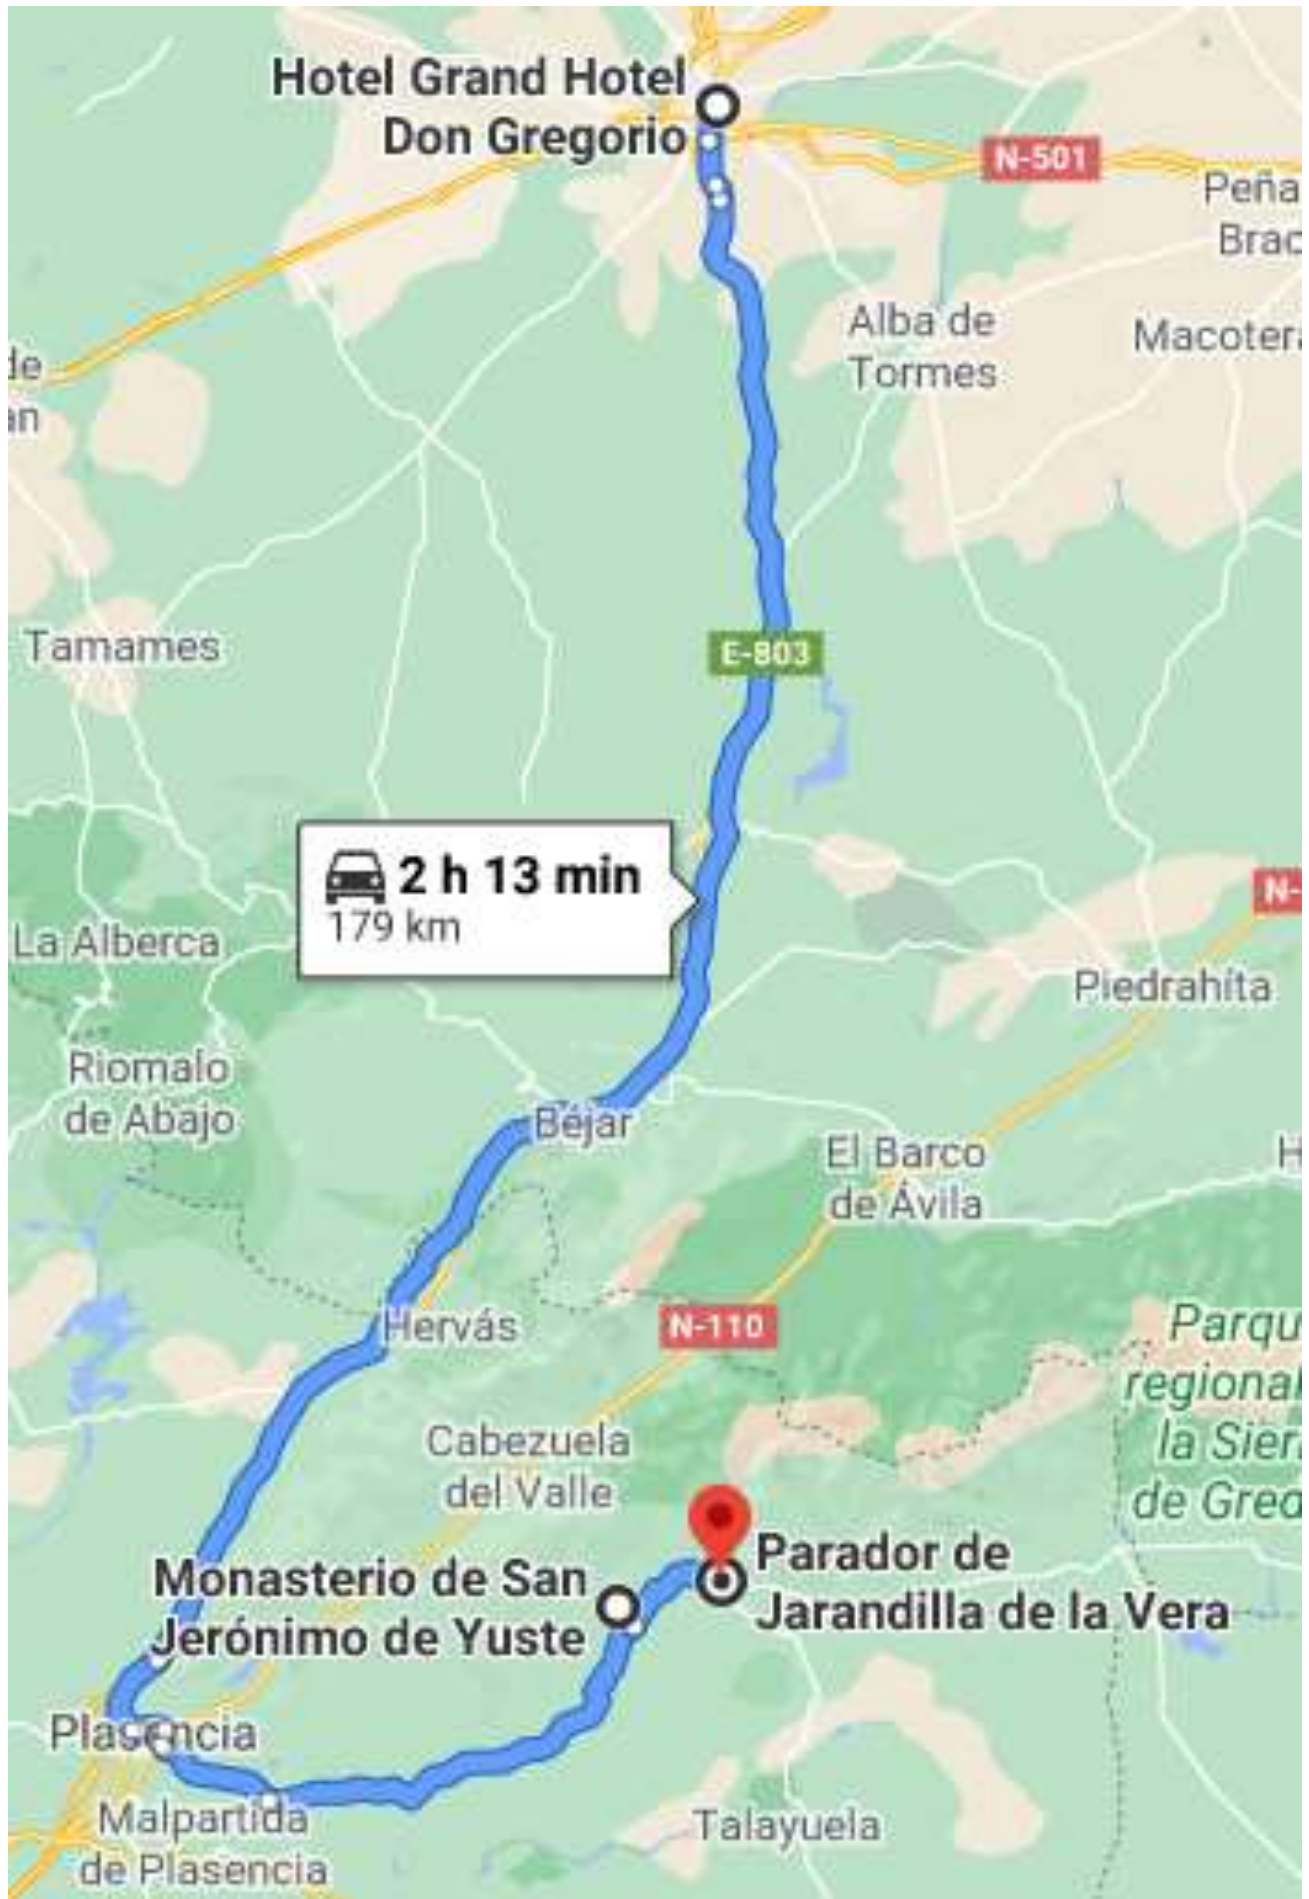 Hotel Grand Hotel
Don Gregorio
N-501
Peña
Brac
Alba de
Tormes
Macotera
de
an
Tamames
E-803
2 h 13 min
179 km
La Alberca
N-
Piedrahíta
Riomalo
de Abajo
Béjar
El Barco
de Ávila
H
Hervás
N-110
Parqu
regional
la Sier
de Gred
Cabezuela
del Valle
Monasterio de San
Jerónimo de Yuste
Parador de
Jarandilla de la Vera
Plasencia
Malpartida
de Plasencia
Talayuela